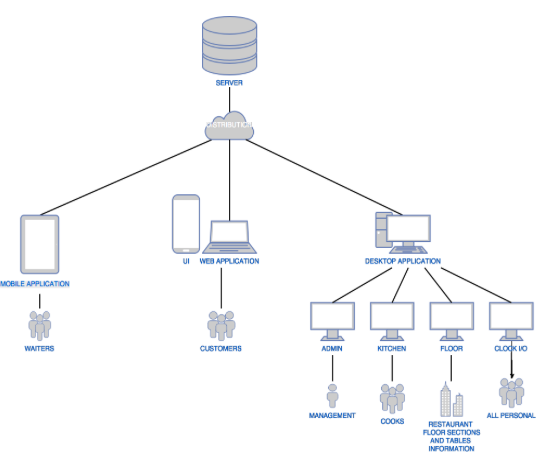 SERVER
DISTRIBUTION
UI
WEB APPLICATION
DESKTOP APPLICATION
MOBILE APPLICATION
WAITERS
CUSTOMERS
ADMIN
KITCHEN
FLOOR
CLOCK I/O
MANAGEMENT
COOKS
RESTAURANT
FLOOR SECTIONS
AND TABLES
INFORMATION
ALL PERSONAL